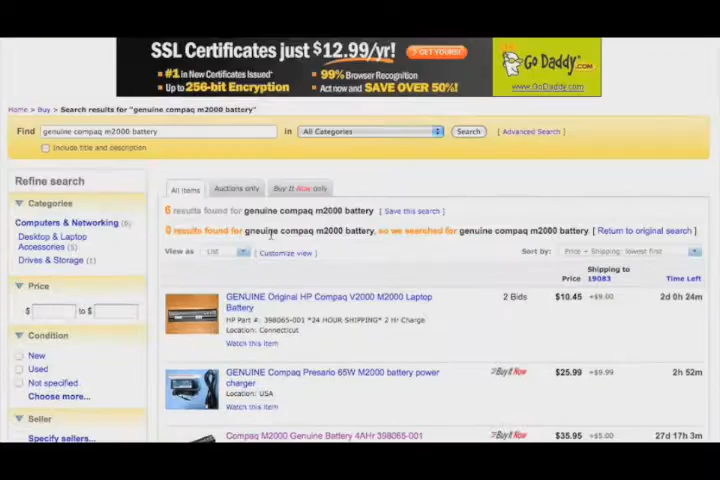 SSL Certificates just $12.99/yr! GET YOURS!
#1 in New Certificates Issued* 99% Browser Recognition
Up to 256-bit Encryption Act now and SAVE OVER 50%!
Go Daddy.com
www.GoDaddy.com
Home > Buy > Search results for "genuine compaq m2000 battery"
Find genuine compaq m2000 battery in All Categories Search [ Advanced Search ]
Include title and description
Refine search
Categories
Computers & Networking (6)
Desktop & Laptop
Accessories (5)
Drives & Storage (1)
Price
$ to $
Condition
New
Used
Not specified
Choose more...
Seller
Specify sellers...
All items Auctions only Buy It Now only
6 results found for genuine compaq m2000 battery [ Save this search ]
0 results found for gneuine compaq m2000 battery, so we searched for genuine compaq m2000 battery. [ Return to original search ]
View as List [ Customize view ] Sort by: Price + Shipping: lowest first
Price Shipping to 19083 Time Left
GENUINE Original HP Compaq V2000 M2000 Laptop Battery 2 Bids $10.45 +$9.00 2d 0h 24m
HP Part #: 398065-001 *24 HOUR SHIPPING* 2 Hr Charge
Location: Connecticut
Watch this item
GENUINE Compaq Presario 65W M2000 battery power charger Buy It Now $25.99 +$9.99 2h 52m
Location: USA
Watch this item
Compaq M2000 Genuine Battery 4AHr 398065-001 Buy It Now $35.95 +$5.00 27d 17h 3m